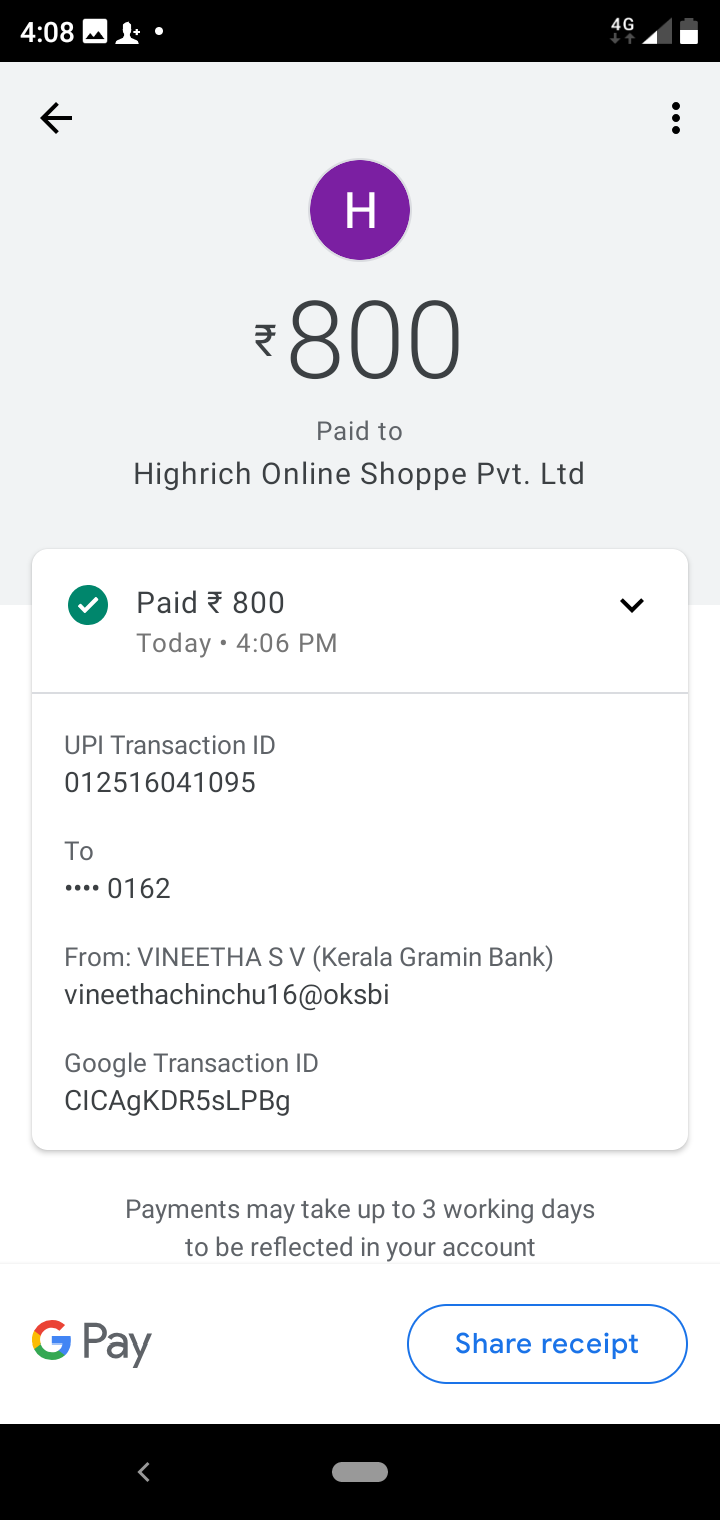 4:08
4G
H
₹800
Paid to
Highrich Online Shoppe Pvt. Ltd
Paid ₹ 800
Today • 4:06 PM
UPI Transaction ID
012516041095
To
•••• 0162
From: VINEETHA S V (Kerala Gramin Bank)
vineethachinchu16@oksbi
Google Transaction ID
CICAgKDR5sLPBg
Payments may take up to 3 working days
to be reflected in your account
G Pay
Share receipt